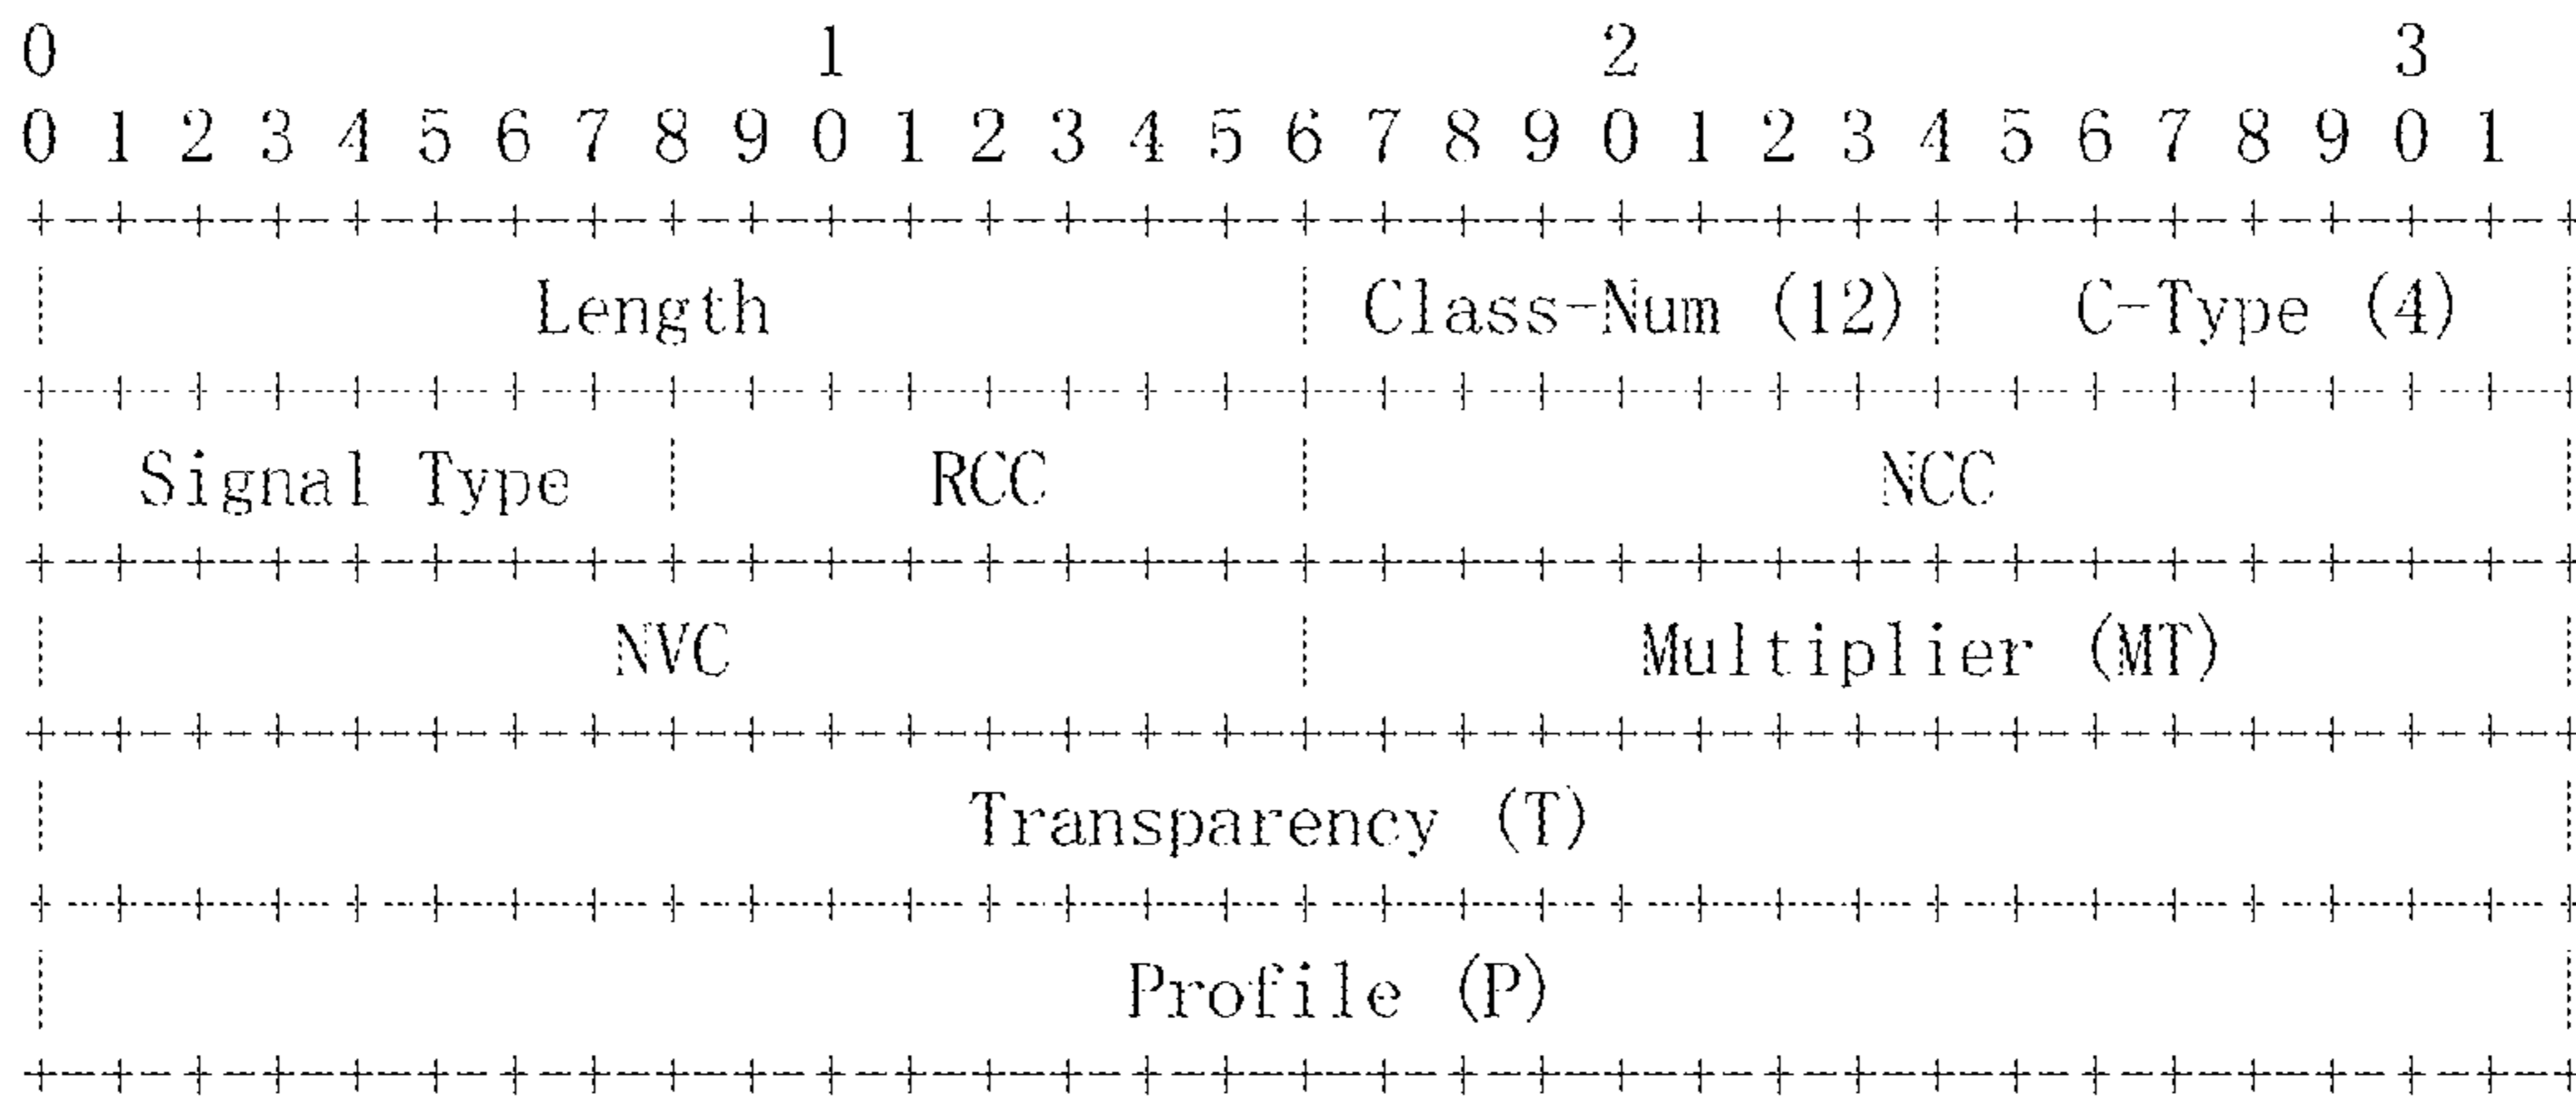 0 1 2 3
0 1 2 3 4 5 6 7 8 9 0 1 2 3 4 5 6 7 8 9 0 1 2 3 4 5 6 7 8 9 0 1
Length Class-Num (12) C-Type (4)
Signal Type RCC NCC
NVC Multiplier (MT)
Transparency (T)
Profile (P)